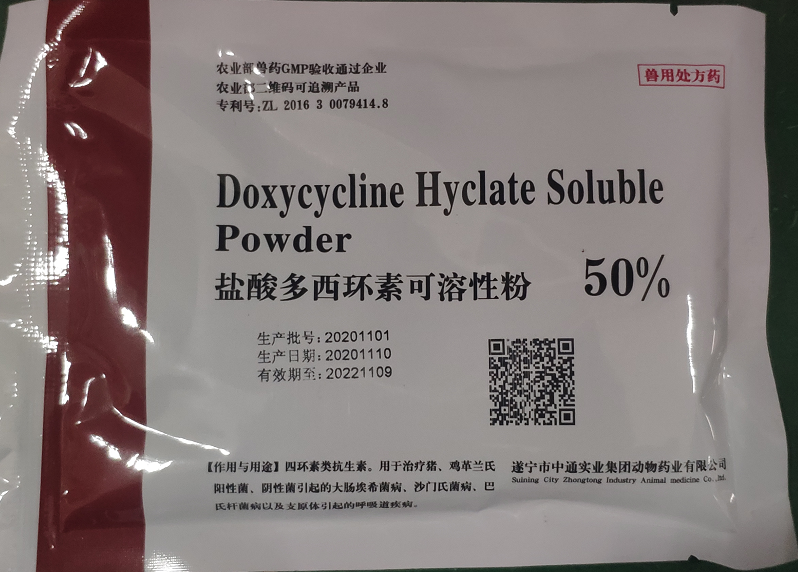 农业部兽药GMP验收通过企业
兽用处方药
农业部二维码可追溯产品
专利号:ZL 2016 3 0079414.8
Doxycycline Hyclate Soluble
Powder
盐酸多西环素可溶性粉 50%
生产批号:20201101
生产日期:20201110
有效期至:20221109
【作用与用途】四环素类抗生素。用于治疗猪、鸡革兰氏
阳性菌、阴性菌引起的大肠埃希菌病、沙门氏菌病、巴
氏杆菌病以及支原体引起的呼吸道疾病。
遂宁市中通实业集团动物药业有限公司
Suining City Zhongtong Industry Animal medicine Co.,ltd.